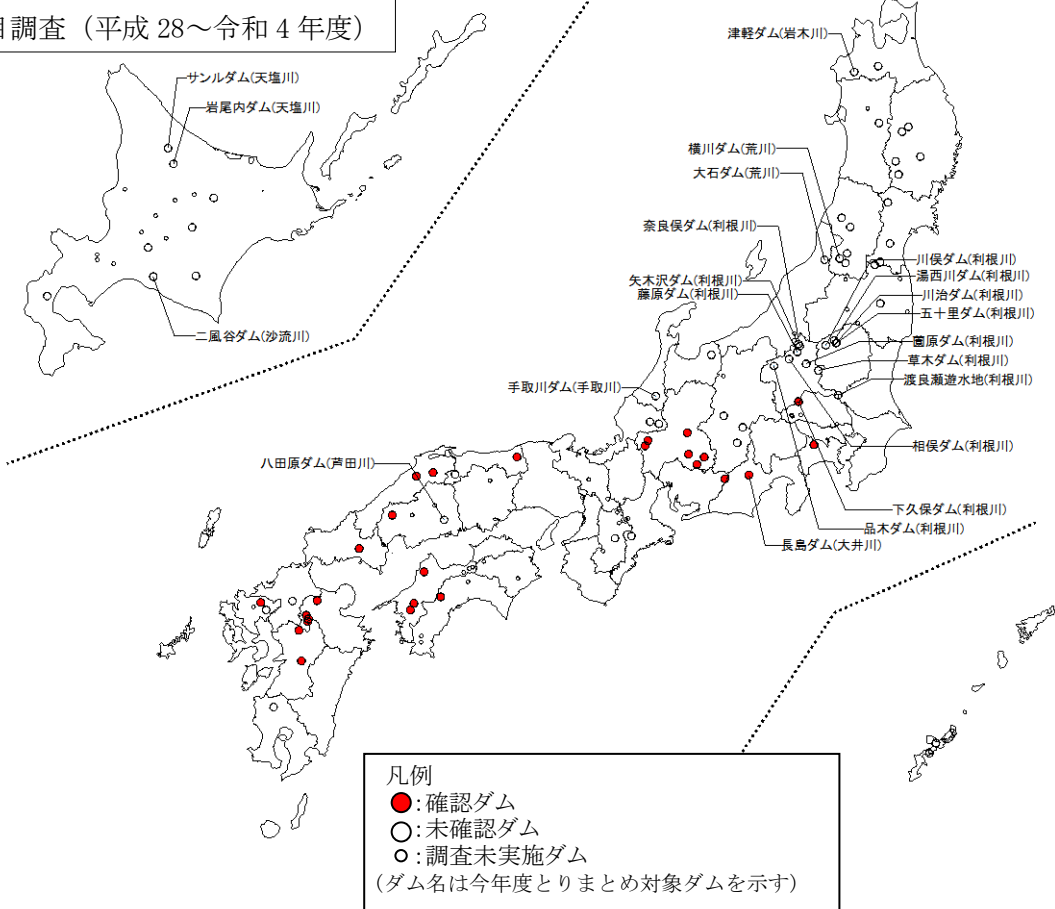 目調査（平成 28～令和 4 年度）
津軽ダム(岩木川)
サンルダム(天塩川)
岩尾内ダム(天塩川)
横川ダム(荒川)
大石ダム(荒川)
奈良俣ダム(利根川)
川俣ダム(利根川)
湯西川ダム(利根川)
矢木沢ダム(利根川)
藤原ダム(利根川)
川治ダム(利根川)
五十里ダム(利根川)
二風谷ダム(沙流川)
薗原ダム(利根川)
草木ダム(利根川)
渡良瀬遊水地(利根川)
手取川ダム(手取川)
相俣ダム(利根川)
八田原ダム(芦田川)
下久保ダム(利根川)
品木ダム(利根川)
長島ダム(大井川)
凡例
：確認ダム
：未確認ダム
：調査未実施ダム
(ダム名は今年度とりまとめ対象ダムを示す)